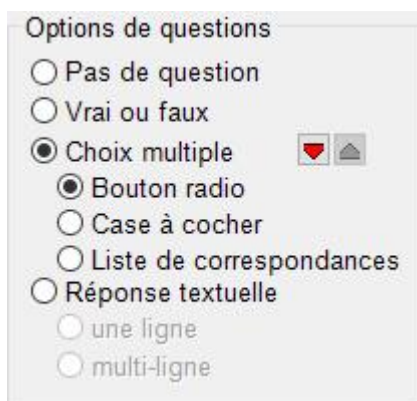 Options de questions
Pas de question
Vrai ou faux
Choix multiple
Bouton radio
Case à cocher
Liste de correspondances
Réponse textuelle
une ligne
multi-ligne